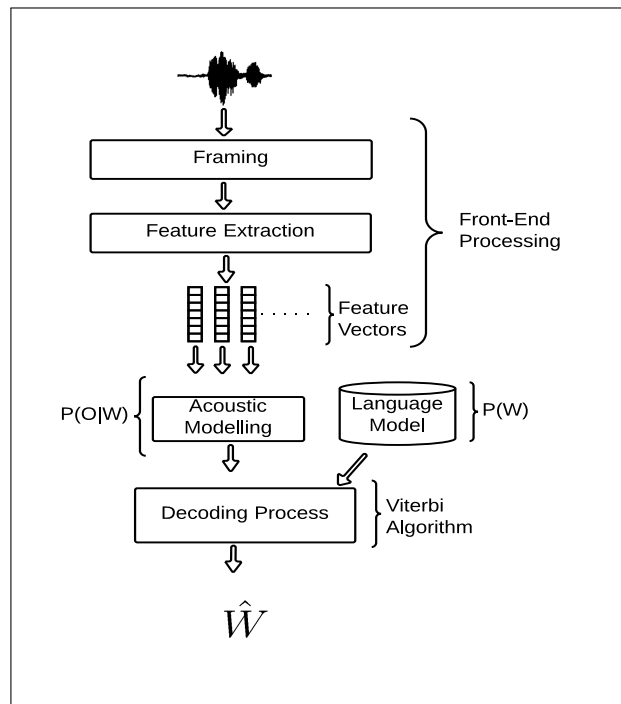 Framing
Feature Extraction
Front-End
Processing
. . . . . .
Feature
Vectors
P(O|W)
Acoustic
Modelling
Language
Model
P(W)
Decoding Process
Viterbi
Algorithm
Ŵ